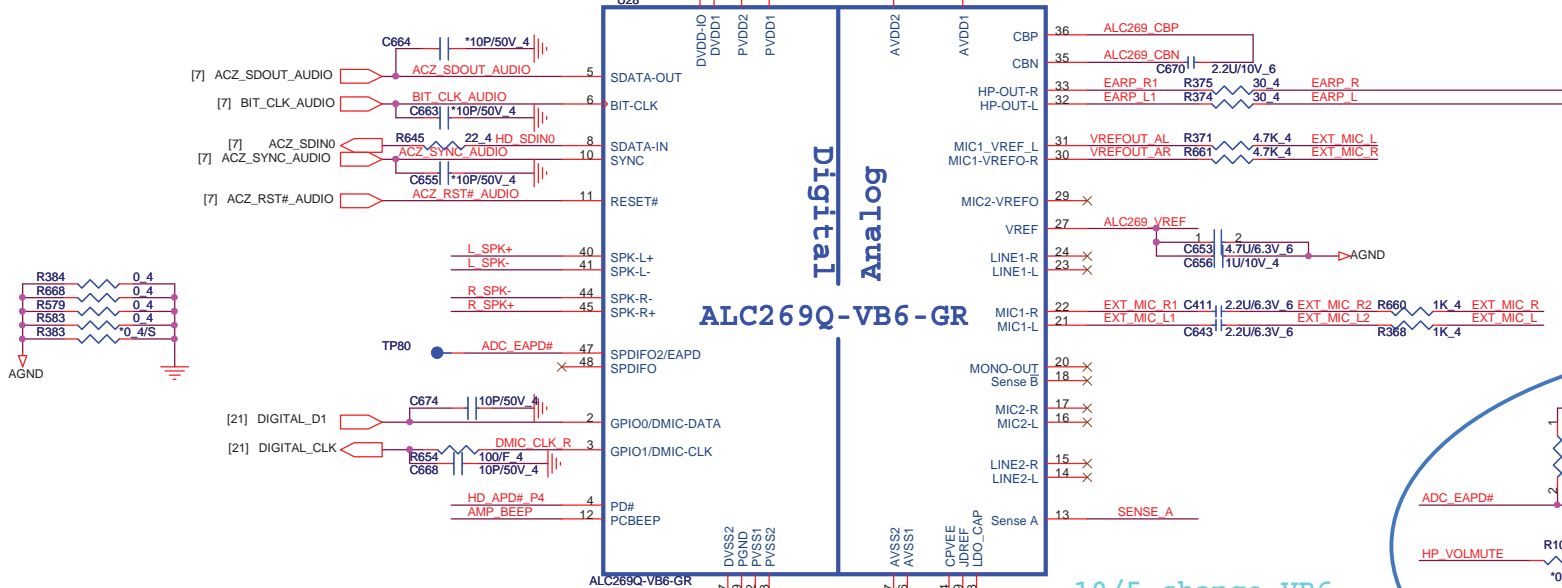 U28
DVDD-IO
DVDD1
PVDD2
PVDD1
AVDD2
AVDD1
C664 *10P/50V_4
[7] ACZ_SDOUT_AUDIO ACZ_SDOUT_AUDIO 5 SDATA-OUT
[7] BIT_CLK_AUDIO BIT_CLK_AUDIO 6 BIT-CLK
C663 *10P/50V_4
[7] ACZ_SDIN0 R645 22_4 HD_SDIN0 8 SDATA-IN
[7] ACZ_SYNC_AUDIO ACZ_SYNC_AUDIO 10 SYNC
C655 *10P/50V_4
[7] ACZ_RST#_AUDIO ACZ_RST#_AUDIO 11 RESET#
L_SPK+ 40 SPK-L+
L_SPK- 41 SPK-L-
R_SPK- 44 SPK-R-
R_SPK+ 45 SPK-R+
TP80 ADC_EAPD# 47 SPDIFO2/EAPD
48 SPDIFO
C674 10P/50V_4
[21] DIGITAL_D1 2 GPIO0/DMIC-DATA
[21] DIGITAL_CLK DMIC_CLK_R 3 GPIO1/DMIC-CLK
R654 100/F_4
C668 10P/50V_4
HD_APD#_P4 4 PD#
AMP_BEEP 12 PCBEEP
R384 0_4
R668 0_4
R579 0_4
R583 0_4
R383 *0_4/S
AGND
Digital
Analog
ALC269Q-VB6-GR
CBP 36 ALC269_CBP
CBN 35 ALC269_CBN
C670 2.2U/10V_6
HP-OUT-R 33 EARP_R1 R375 30_4 EARP_R
HP-OUT-L 32 EARP_L1 R374 30_4 EARP_L
MIC1_VREF_L 31 VREFOUT_AL R371 4.7K_4 EXT_MIC_L
MIC1-VREFO-R 30 VREFOUT_AR R661 4.7K_4 EXT_MIC_R
MIC2-VREFO 29
VREF 27 ALC269_VREF
1 2
LINE1-R 24
C653 4.7U/6.3V_6 AGND
LINE1-L 23
C656 1U/10V_4
MIC1-R 22 EXT_MIC_R1 C411 2.2U/6.3V_6 EXT_MIC_R2 R660 1K_4 EXT_MIC_R
MIC1-L 21 EXT_MIC_L1 C643 2.2U/6.3V_6 EXT_MIC_L2 R368 1K_4 EXT_MIC_L
MONO-OUT 20
Sense B 18
MIC2-R 17
MIC2-L 16
LINE2-R 15
LINE2-L 14
Sense A 13 SENSE_A
DVSS2
PGND
PVSS1
PVSS2
AVSS2
AVSS1
CPVEE
JDREF
LDO_CAP
ALC269Q-VB6-GR
10/5 change VB6
1
2
ADC_EAPD#
HP_VOLMUTE